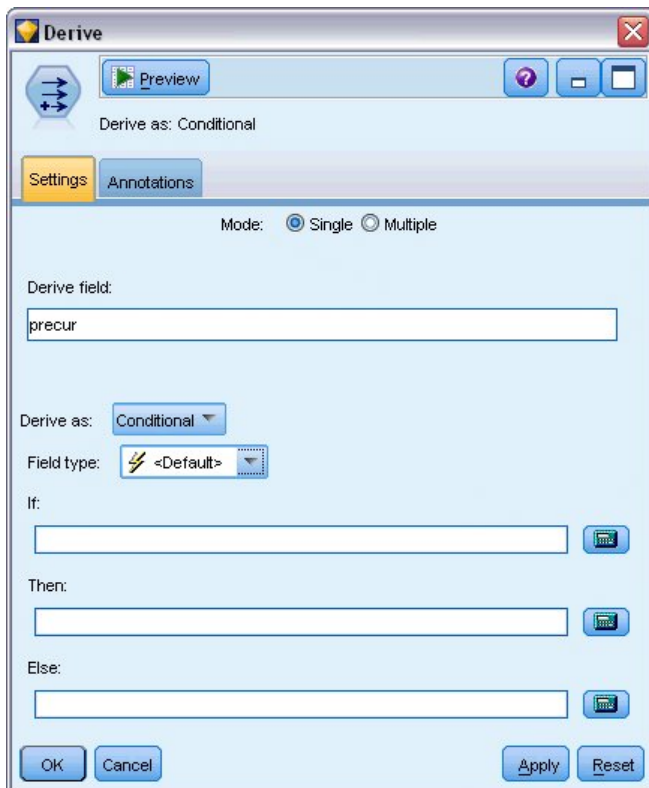 Derive
Preview
Derive as: Conditional
Settings Annotations
Mode: Single Multiple
Derive field:
precur
Derive as: Conditional
Field type: <Default>
If:
Then:
Else:
OK Cancel Apply Reset